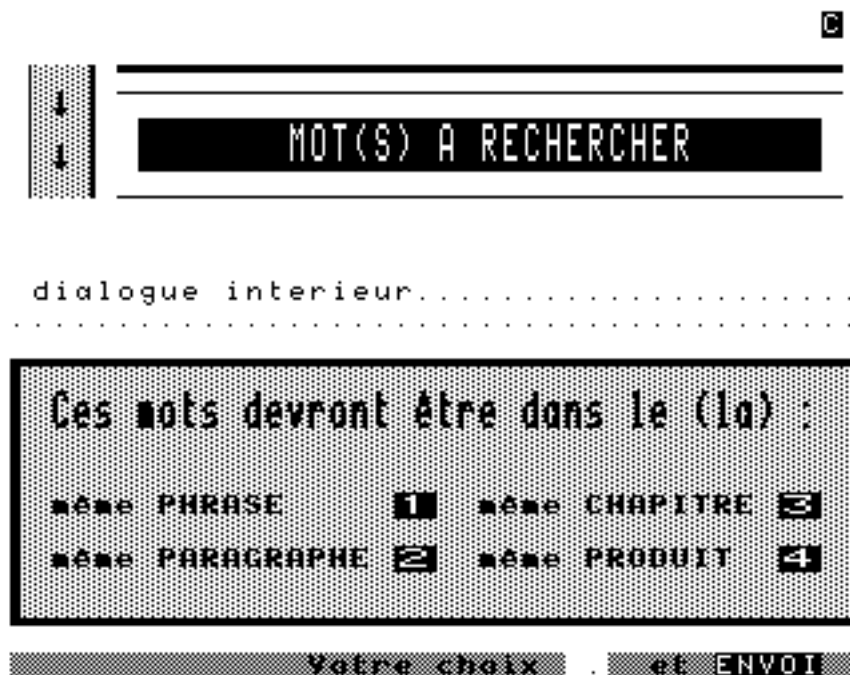 C
MOT(S) A RECHERCHER
dialogue interieur....................
........................................
Ces mots devront être dans le (la) :
même PHRASE 1 même CHAPITRE 3
même PARAGRAPHE 2 même PRODUIT 4
Votre choix . et ENVOI